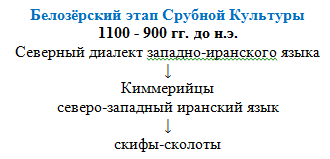 Белозёрский этап Срубной Культуры
1100 - 900 гг. до н.э.
Северный диалект западно-иранского языка
↓
Киммерийцы
северо-западный иранский язык
↓
скифы-сколоты